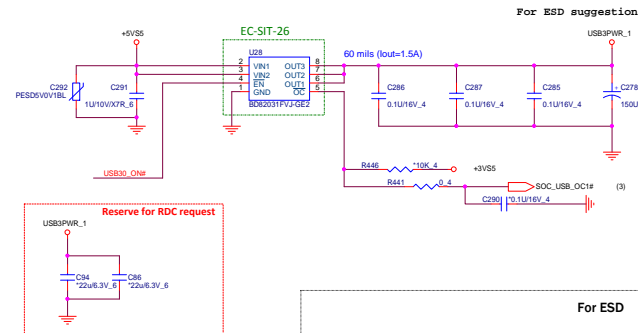 For ESD suggestion
+5VS5
EC-SIT-26
USB3PWR_1
U28
60 mils (Iout=1.5A)
2 VIN1 OUT3 8
3 VIN2 OUT2 7
4 EN OUT1 6
1 GND OC 5
BD82031FVJ-GE2
C292
PESD5V0V1BL
C291
1U/10V/X7R_6
C286
0.1U/16V_4
C287
0.1U/16V_4
C285
0.1U/16V_4
+ C278
150U
USB30_ON#
R446 *10K_4 +3VS5
R441 0_4 SOC_USB_OC1# (3)
C290 *0.1U/16V_4
Reserve for RDC request
USB3PWR_1
C94
*22u/6.3V_6
C86
*22u/6.3V_6
For ESD